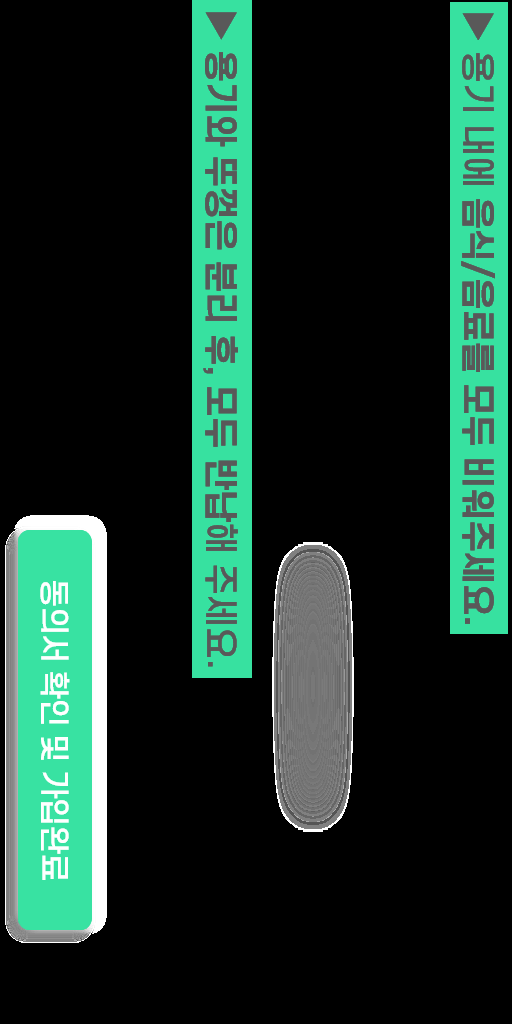 ▶ 용기 내에 음식/음료를 모두 비워주세요.
▶ 용기와 뚜껑은 분리 후, 모두 반납해 주세요.
동의서 확인 및 가입완료